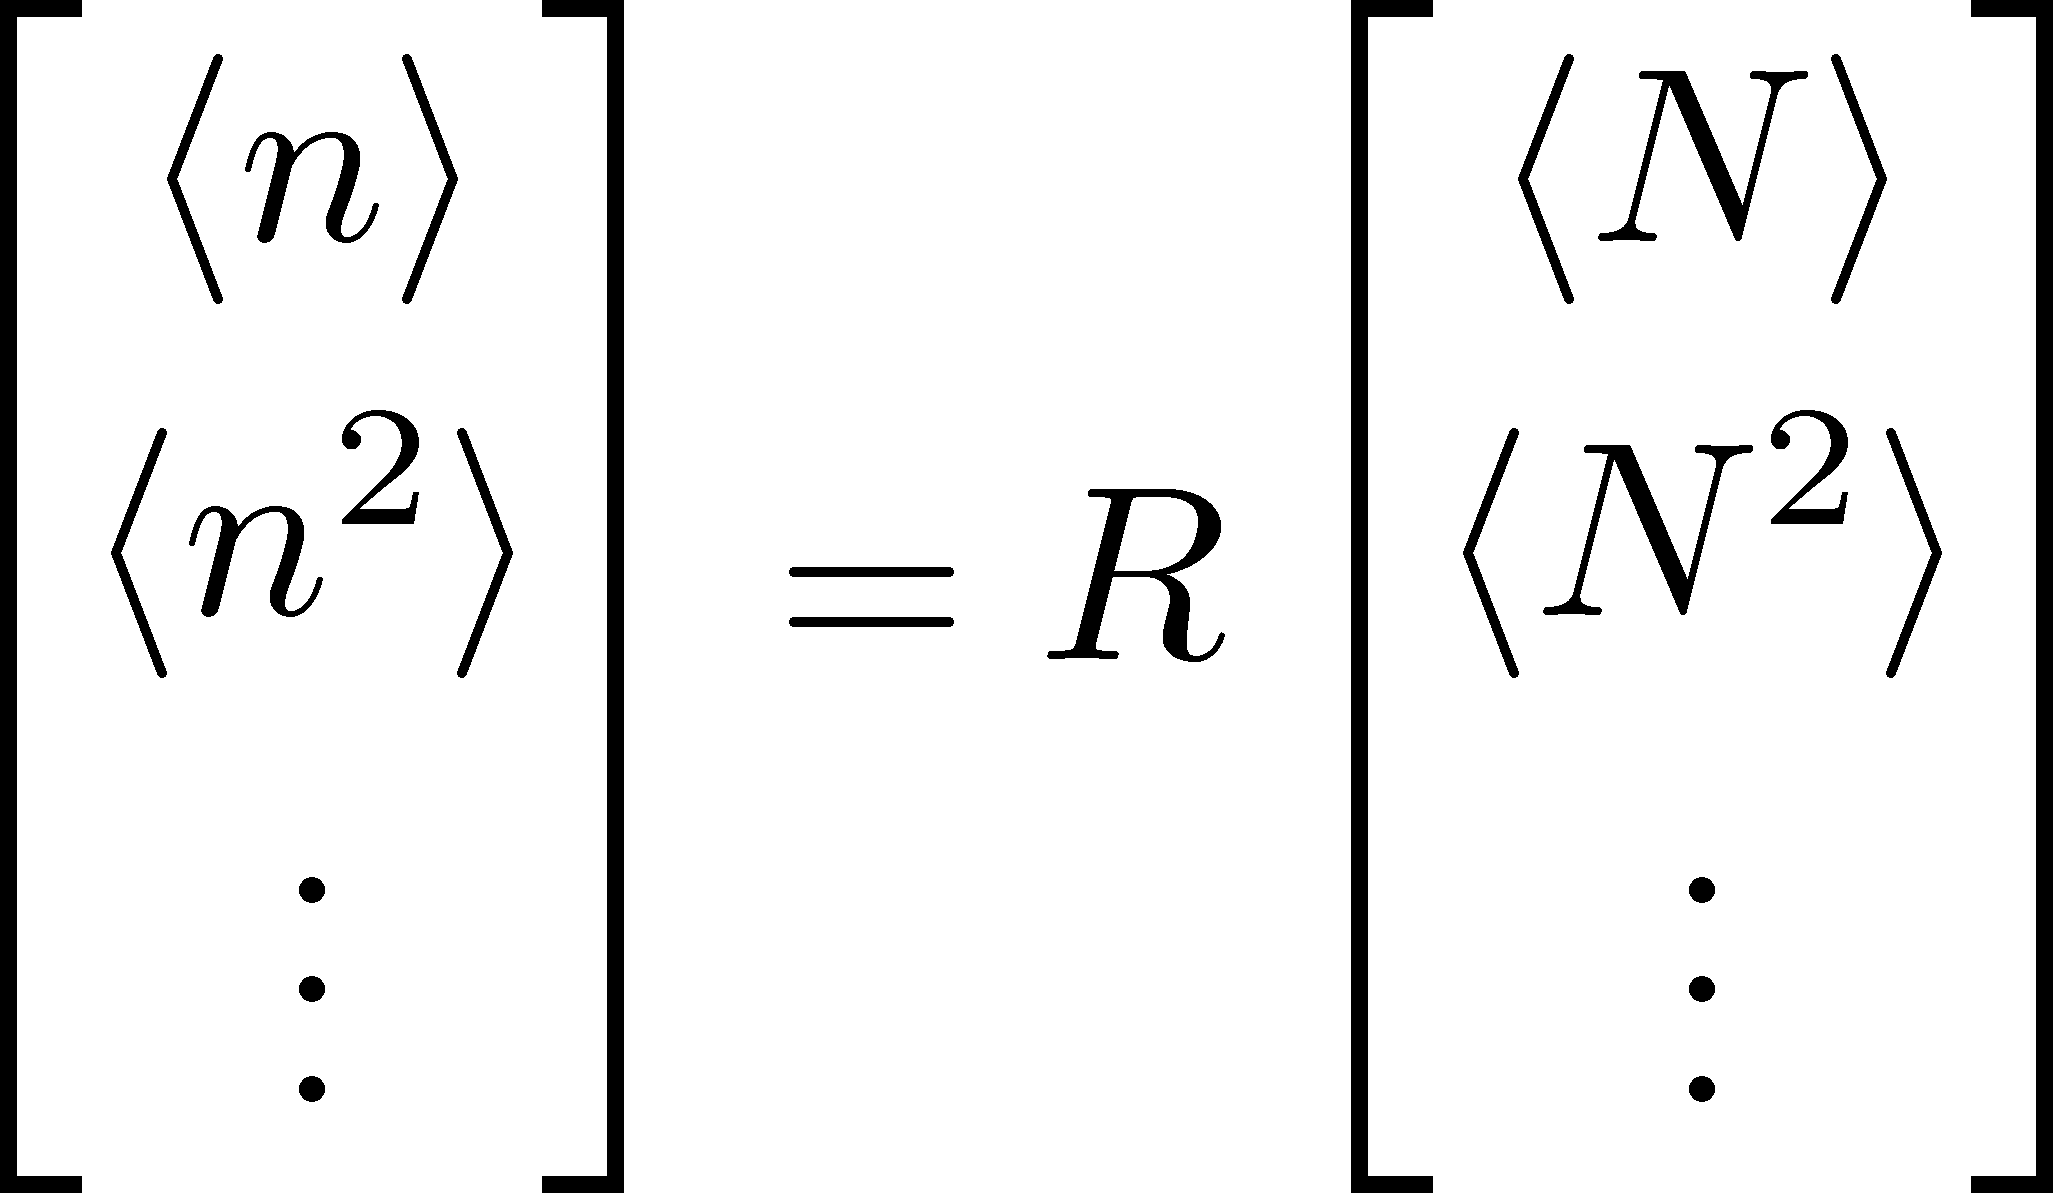 ⟨n⟩ ⟨N⟩
⟨n²⟩ = R ⟨N²⟩
⋮ ⋮